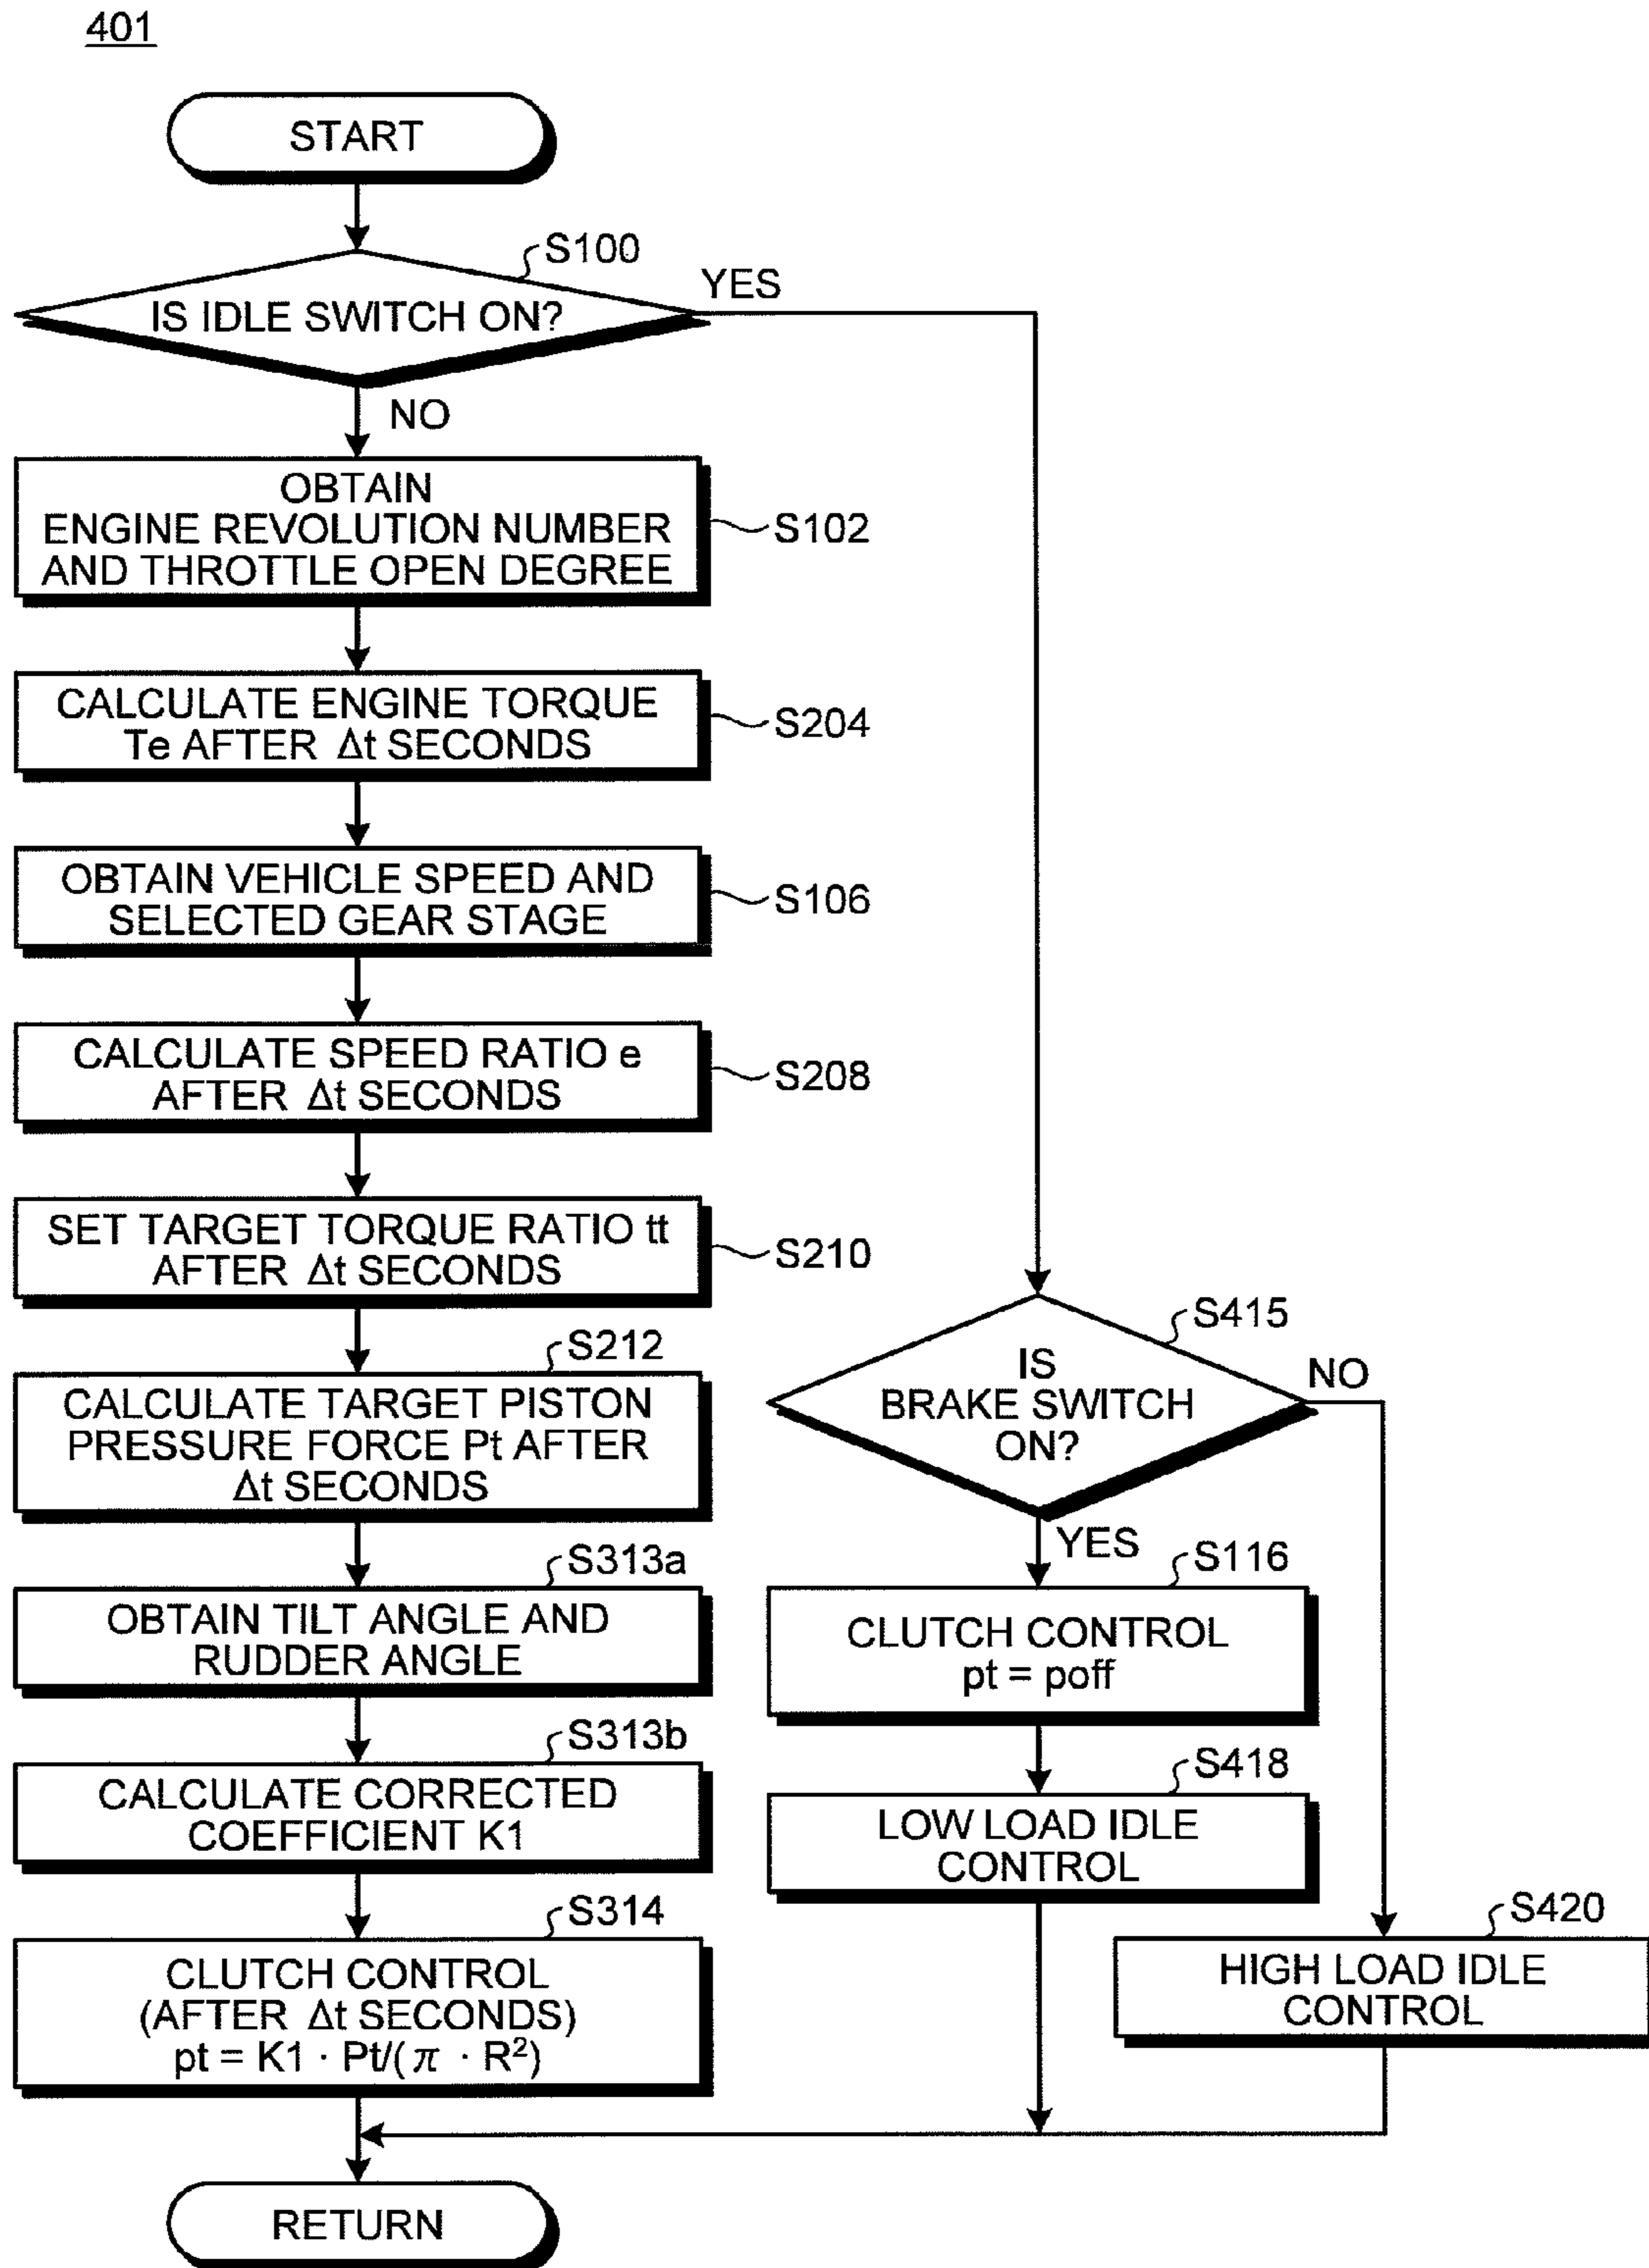 401
START
S100
IS IDLE SWITCH ON?
YES
NO
OBTAIN
ENGINE REVOLUTION NUMBER
AND THROTTLE OPEN DEGREE
S102
CALCULATE ENGINE TORQUE
Te AFTER Δt SECONDS
S204
OBTAIN VEHICLE SPEED AND
SELECTED GEAR STAGE
S106
CALCULATE SPEED RATIO e
AFTER Δt SECONDS
S208
SET TARGET TORQUE RATIO tt
AFTER Δt SECONDS
S210
S212
CALCULATE TARGET PISTON
PRESSURE FORCE Pt AFTER
Δt SECONDS
S313a
OBTAIN TILT ANGLE AND
RUDDER ANGLE
S313b
CALCULATE CORRECTED
COEFFICIENT K1
S314
CLUTCH CONTROL
(AFTER Δt SECONDS)
pt = K1 · Pt/(π · R²)
S415
IS
BRAKE SWITCH
ON?
NO
YES
S116
CLUTCH CONTROL
pt = poff
S418
LOW LOAD IDLE
CONTROL
S420
HIGH LOAD IDLE
CONTROL
RETURN